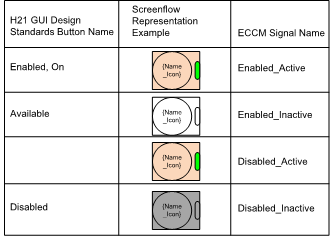 H21 GUI Design
Standards Button Name
Screenflow
Representation
Example
ECCM Signal Name
Enabled, On
{Name
_Icon}
Enabled_Active
Available
{Name
_Icon}
Enabled_Inactive
{Name
_Icon}
Disabled_Active
Disabled
{Name
_Icon}
Disabled_Inactive